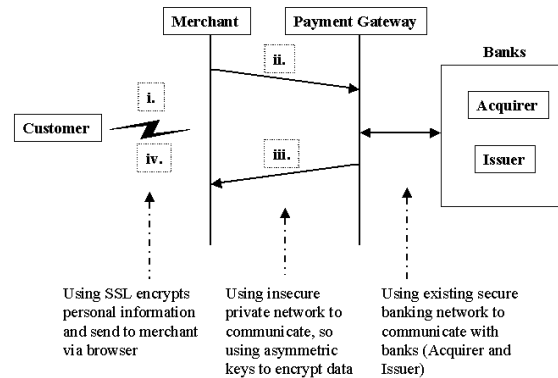 Merchant
Payment Gateway
Banks
ii.
i.
Acquirer
Customer
iv.
iii.
Issuer
Using SSL encrypts
personal information
and send to merchant
via browser
Using insecure
private network to
communicate, so
using asymmetric
keys to encrypt data
Using existing secure
banking network to
communicate with
banks (Acquirer and
Issuer)